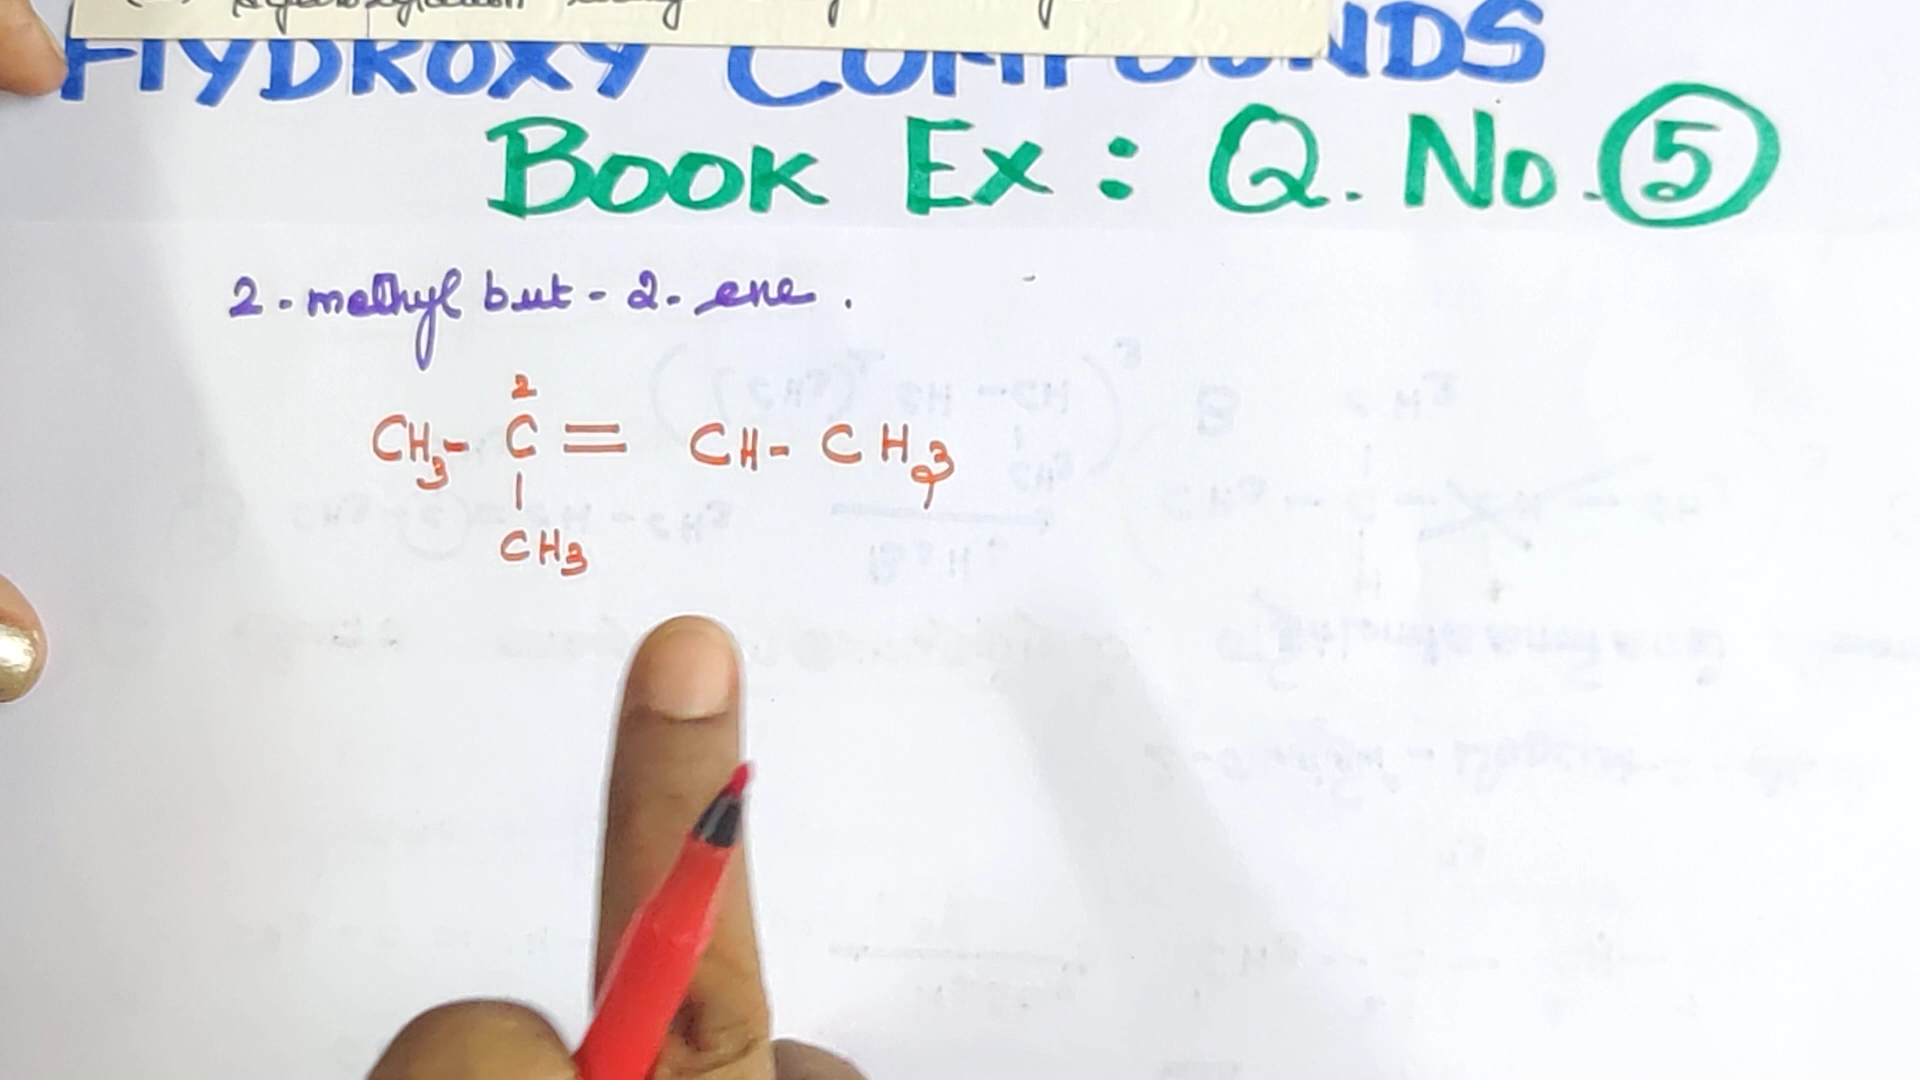 HYDROXY COMPOUNDS
BOOK EX : Q. NO. 5
2-methyl but-2-ene.
2
CH3- C = CH- CH3
CH3